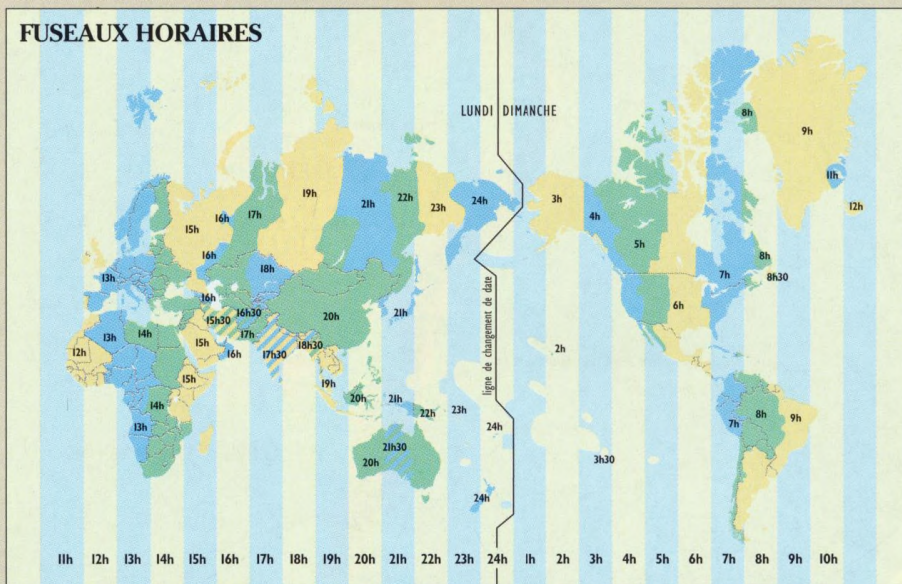 FUSEAUX HORAIRES
LUNDI DIMANCHE
8h
9h
11h
12h
3h
4h
5h
7h
8h
8h30
6h
15h
16h
17h
19h
21h
22h
23h
24h
16h
18h
13h
16h
15h30
16h30
20h
21h
ligne de changement de date
12h
13h
14h
15h
16h
17h
17h30
18h30
2h
15h
19h
14h
20h
21h
22h
23h
24h
13h
20h
21h30
24h
3h30
7h
8h
9h
11h 12h 13h 14h 15h 16h 17h 18h 19h 20h 21h 22h 23h 24h 1h 2h 3h 4h 5h 6h 7h 8h 9h 10h